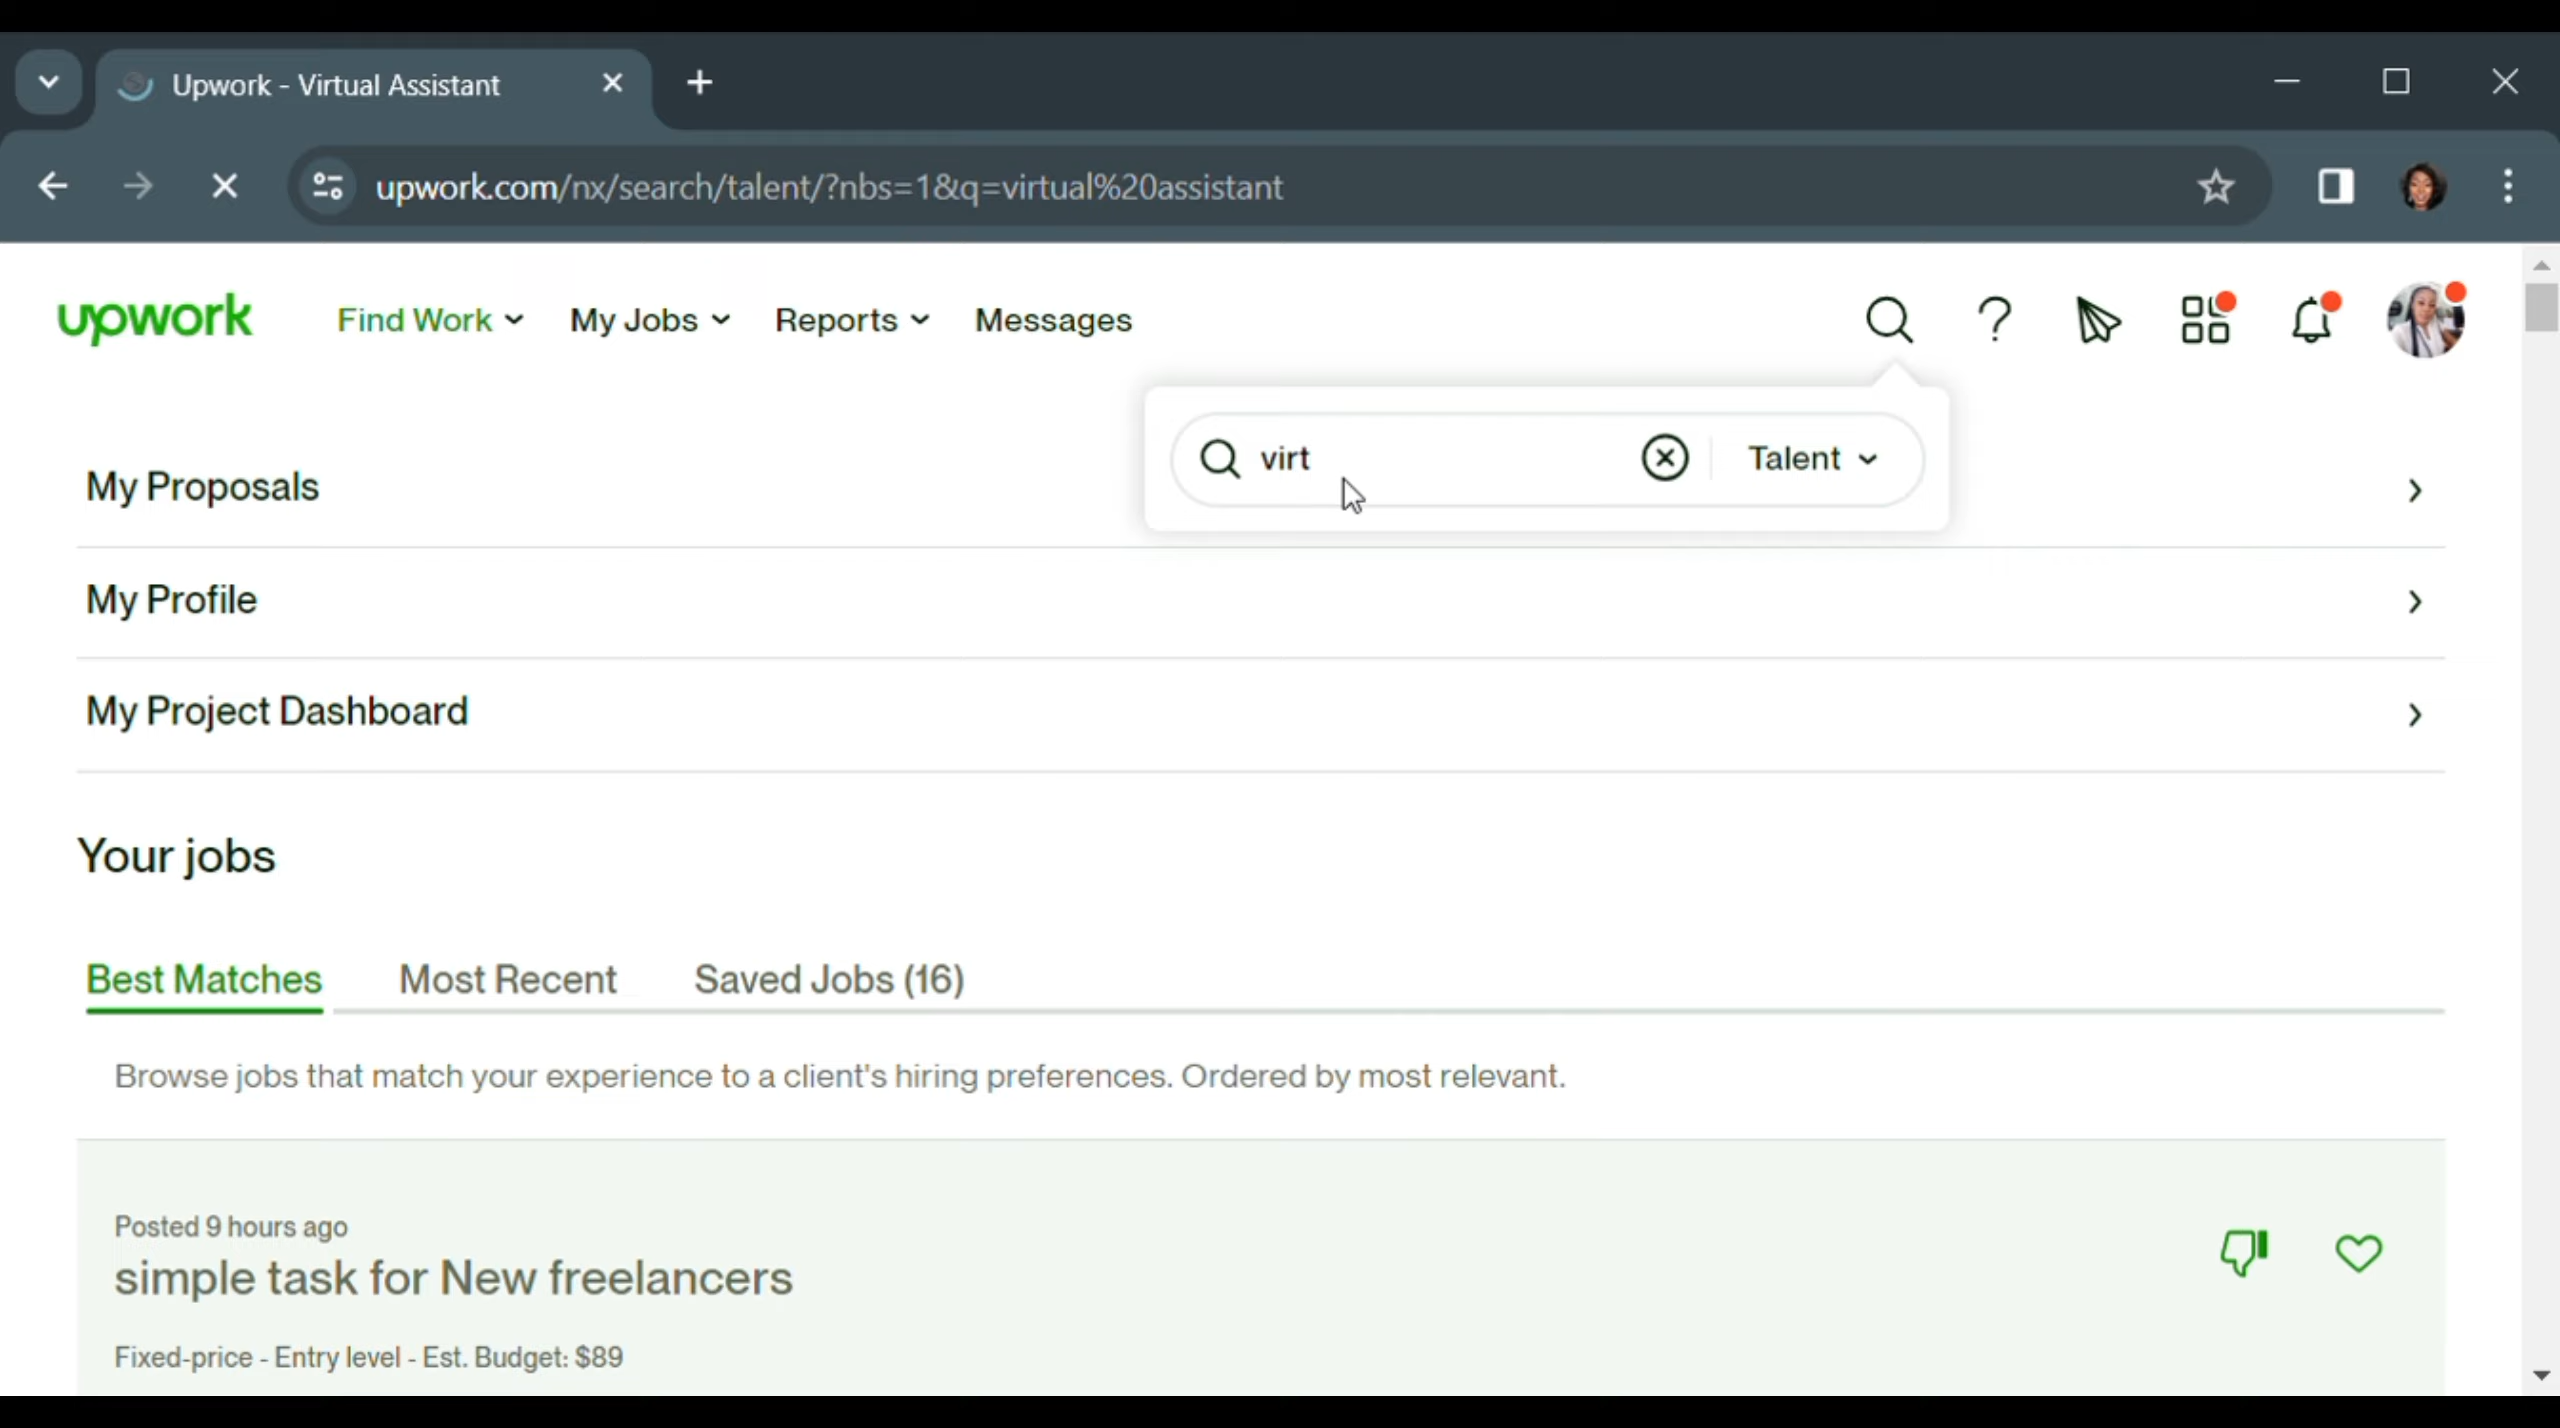 Upwork - Virtual Assistant
upwork.com/nx/search/talent/?nbs=1&q=virtual%20assistant
upwork Find Work My Jobs Reports Messages
virt Talent
My Proposals
My Profile
My Project Dashboard
Your jobs
Best Matches Most Recent Saved Jobs (16)
Browse jobs that match your experience to a client's hiring preferences. Ordered by most relevant.
Posted 9 hours ago
simple task for New freelancers
Fixed-price - Entry level - Est. Budget: $89